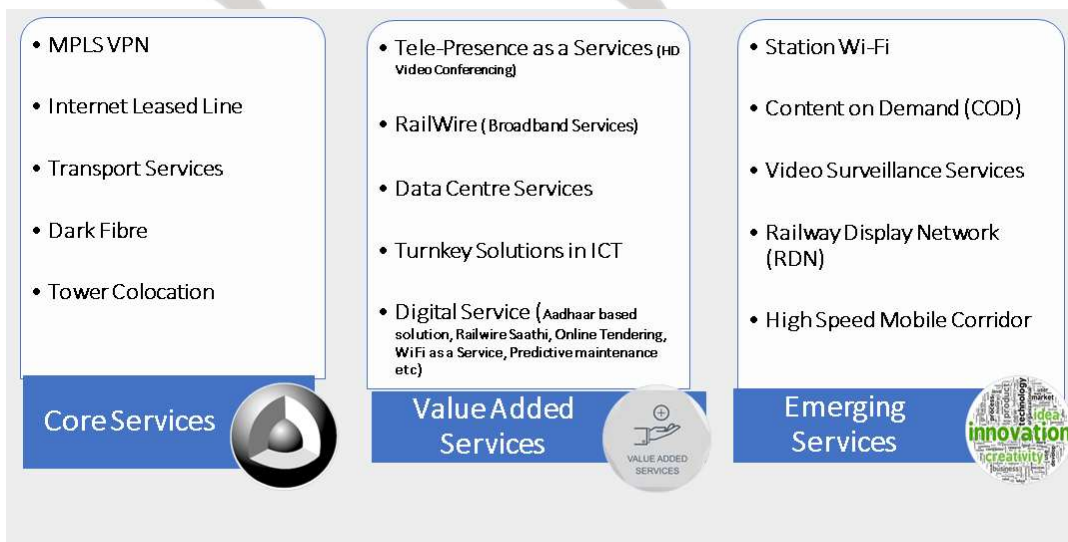 • MPLS VPN
• Internet Leased Line
• Transport Services
• Dark Fibre
• Tower Colocation
Core Services
• Tele-Presence as a Services (HD
Video Conferencing)
• RailWire (Broadband Services)
• Data Centre Services
• Turnkey Solutions in ICT
• Digital Service (Aadhaar based
solution, Railwire Saathi, Online Tendering,
WiFi as a Service, Predictive maintenance
etc)
Value Added
Services
VALUE ADDED
SERVICES
• Station Wi-Fi
• Content on Demand (COD)
• Video Surveillance Services
• Railway Display Network
(RDN)
• High Speed Mobile Corridor
Emerging
Services
market
product
technology
idea
innovation
creativity
business